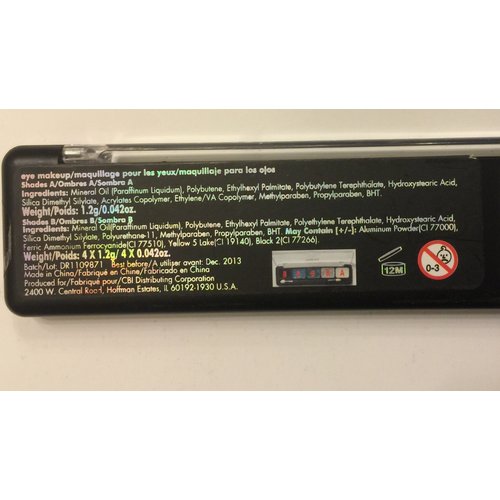 eye makeup/maquillage pour les yeux/maquillaje para los ojos
Shades A/Ombres A/Sombra A
Ingredients: Mineral Oil (Paraffinum Liquidum), Polybutene, Ethylhexyl Palmitate, Polybutylene Terephthalate, Hydroxystearic Acid,
Silica Dimethyl Silylate, Acrylates Copolymer, Ethylene/VA Copolymer, Methylparaben, Propylparaben, BHT.
Weight/Poids: 1.2g/0.042oz.
Shades B/Ombres B/Sombra B
Ingredients: Mineral Oil(Paraffinum Liquidum), Polybutene, Ethylhexyl Palmitate, Polyethylene Terephthalate, Hydroxystearic Acid,
Silica Dimethyl Silylate, Polyurethane-11, Methylparaben, Propylparaben, BHT. May Contain [+/-]: Aluminum Powder(CI 77000),
Ferric Ammonium Ferrocyanide(CI 77510), Yellow 5 Lake(CI 19140), Black 2(CI 77266).
Weight/Poids: 4 X 1.2g/ 4 X 0.042oz.
Batch/Lot: DR1109871 Best before/A utiliser avant: Dec. 2013
Made in China/Fabriqué en Chine/Fabricado en China
Produced for/Fabriqué pour/CBI Distributing Corporation
2400 W. Central Road, Hoffman Estates, IL 60192-1930 U.S.A.
12M
0-3